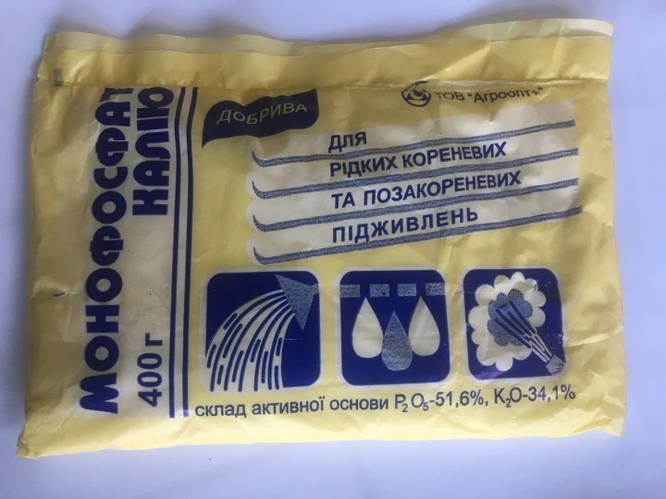 МОНОФОСФАТ
КАЛІЮ
400 г
ДОБРИВА
ТОВ "Агрооптъ"
ДЛЯ
РІДКИХ КОРЕНЕВИХ
ТА ПОЗАКОРЕНЕВИХ
ПІДЖИВЛЕНЬ
склад активної основи P₂O₅-51,6%, K₂O-34,1%